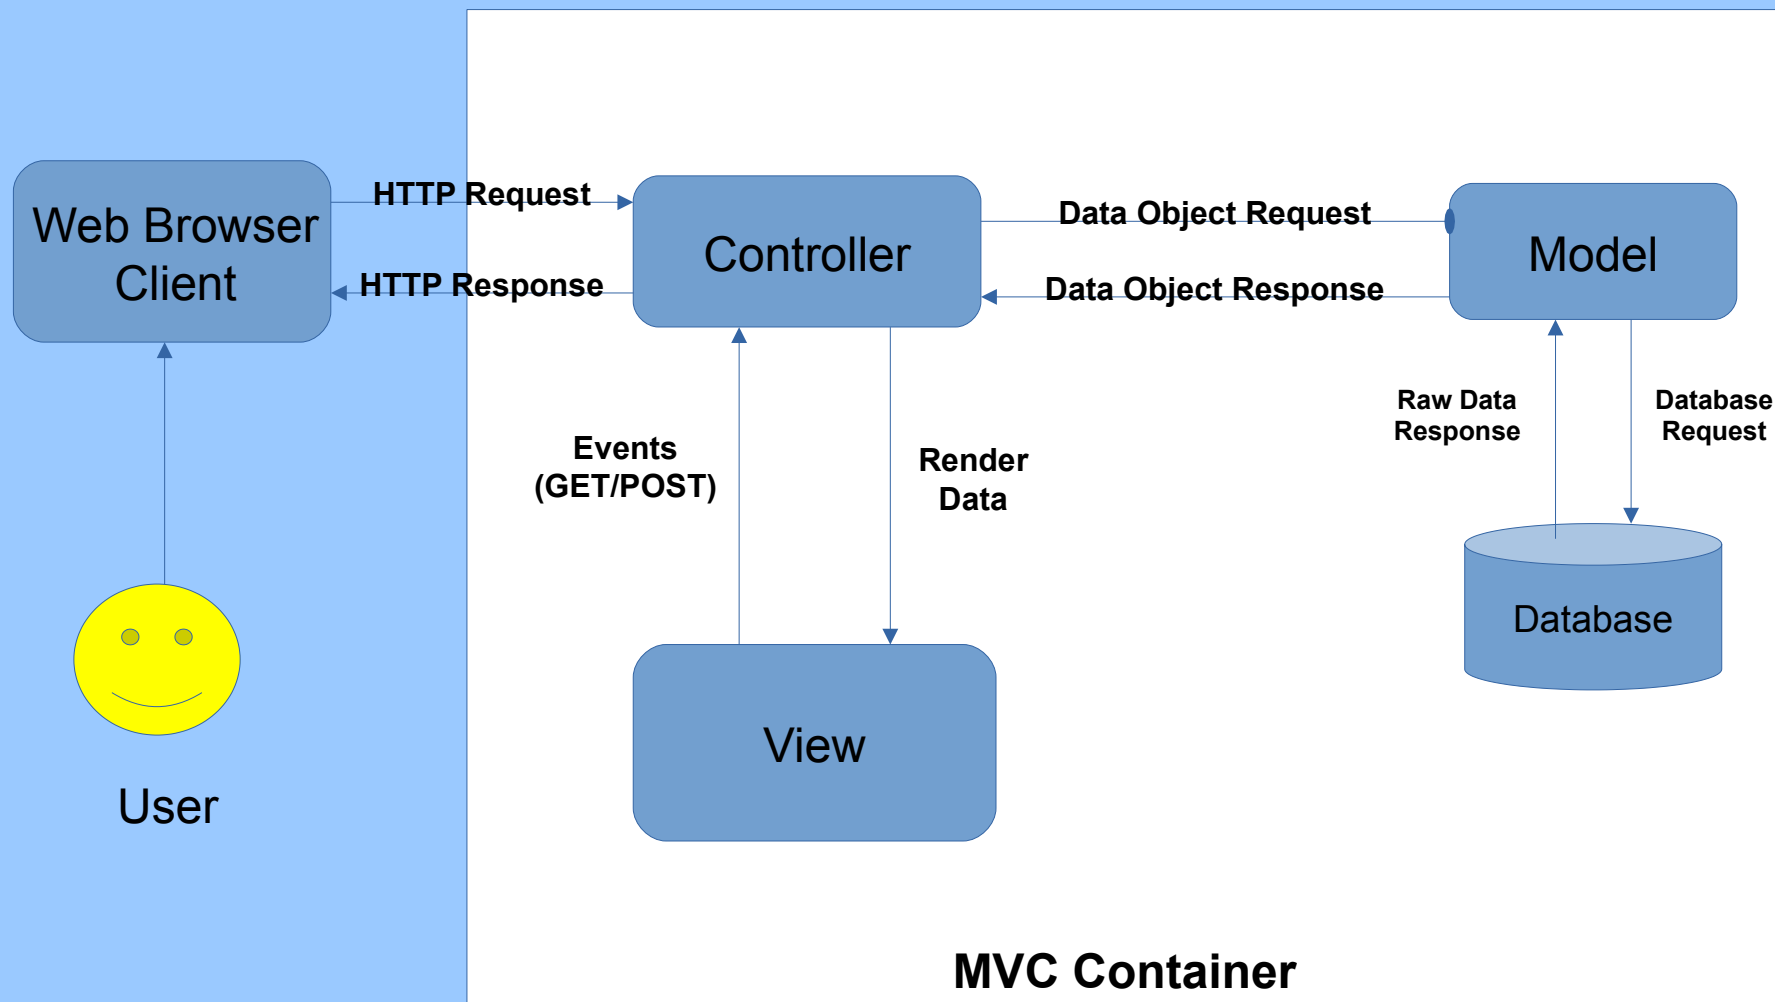 HTTP Request
Data Object Request
Web Browser
Client
Controller
Model
HTTP Response
Data Object Response
Raw Data
Response
Database
Request
Events
(GET/POST)
Render
Data
Database
View
User
MVC Container